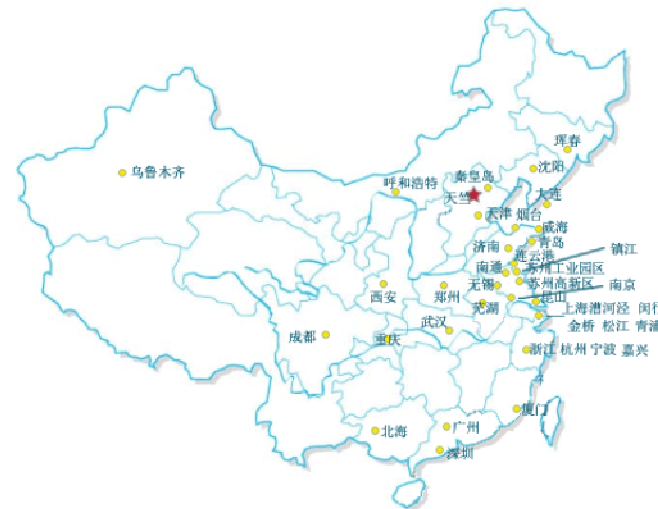 珲春
沈阳
乌鲁木齐
秦皇岛
呼和浩特
天竺
大连
天津 烟台
威海
青岛
济南
连云港
镇江
南通
苏州工业园区
无锡
苏州高新区
南京
西安
郑州
昆山
芜湖
上海漕河泾 闵行
武汉
金桥 松江 青浦
成都
重庆
浙江 杭州 宁波 嘉兴
厦门
北海
广州
深圳